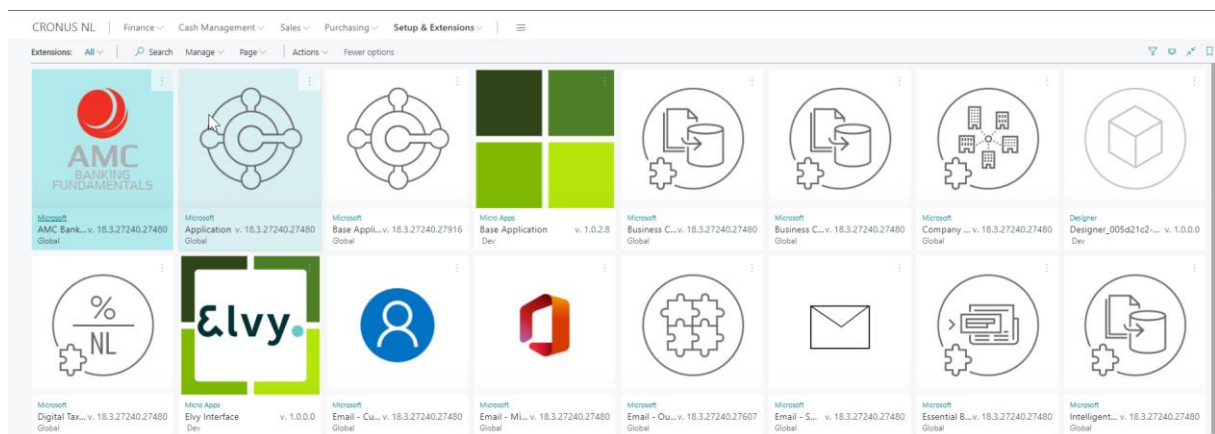 CRONUS NL Finance Cash Management Sales Purchasing Setup & Extensions
Extensions: All Search Manage Page Actions Fewer options
AMC
BANKING
FUNDAMENTALS
Microsoft Microsoft Microsoft Micro Apps Microsoft Microsoft Microsoft Designer
AMC Bank... v. 18.3.27240.27480 Application v. 18.3.27240.27480 Base Appli... v. 18.3.27240.27916 Base Application v. 1.0.2.8 Business C... v. 18.3.27240.27480 Business C... v. 18.3.27240.27480 Company ... v. 18.3.27240.27480 Designer_005d21c2-... v. 1.0.0.0
Global Global Global Dev Global Global Global Dev
%
NL
Elvy.
Microsoft Micro Apps Microsoft Microsoft Microsoft Microsoft Microsoft Microsoft
Digital Tax... v. 18.3.27240.27480 Elvy Interface v. 1.0.0.0 Email - Cu... v. 18.3.27240.27480 Email - Mi... v. 18.3.27240.27480 Email - Ou... v. 18.3.27240.27607 Email - S... v. 18.3.27240.27480 Essential B... v. 18.3.27240.27480 Intelligent... v. 18.3.27240.27480
Global Dev Global Global Global Global Global Global